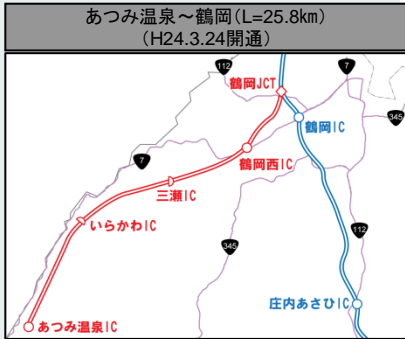 あつみ温泉～鶴岡(L=25.8㎞)
(H24.3.24開通)
112
7
鶴岡JCT
345
鶴岡IC
7
鶴岡西IC
三瀬IC
いらかわIC
112
345
庄内あさひIC
あつみ温泉IC